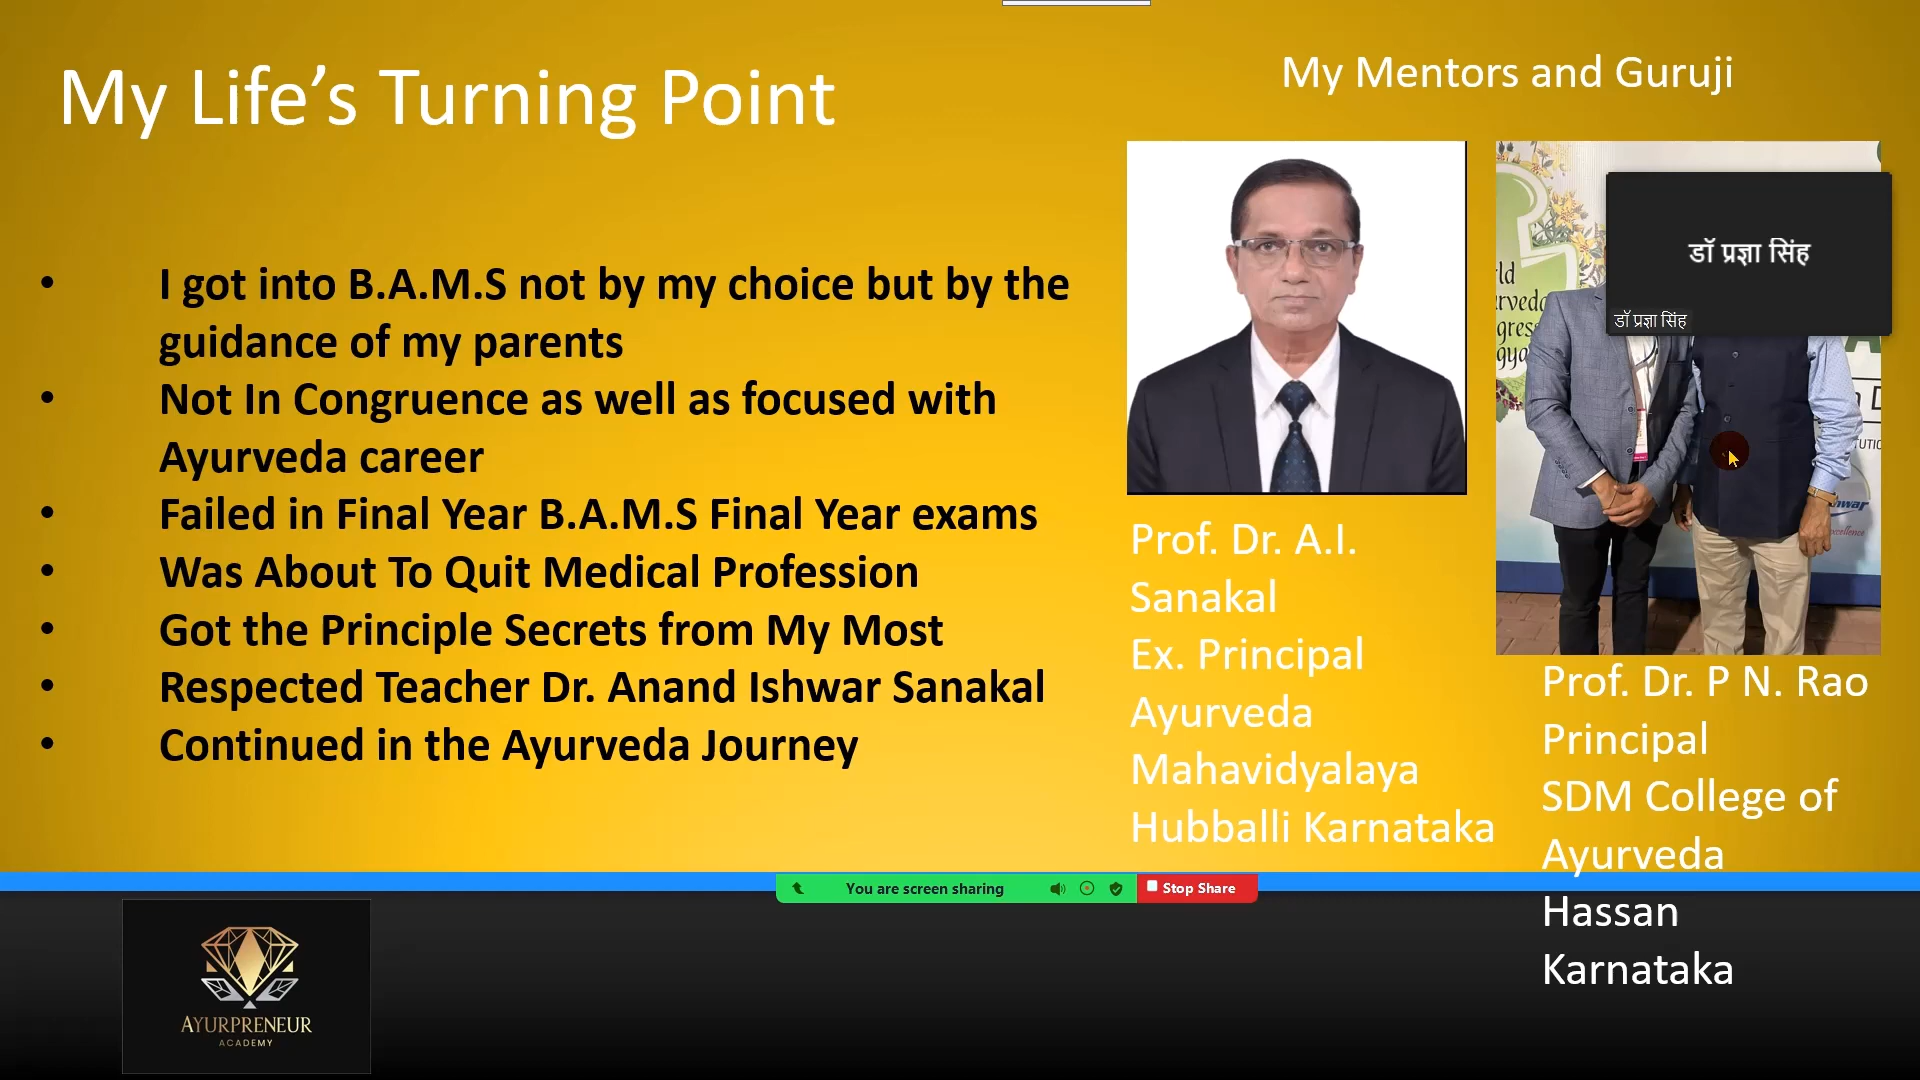 My Life’s Turning Point
I got into B.A.M.S not by my choice but by the
guidance of my parents
Not In Congruence as well as focused with
Ayurveda career
Failed in Final Year B.A.M.S Final Year exams
Was About To Quit Medical Profession
Got the Principle Secrets from My Most
Respected Teacher Dr. Anand Ishwar Sanakal
Continued in the Ayurveda Journey
My Mentors and Guruji
डॉ प्रज्ञा सिंह
डॉ प्रज्ञा सिंह
Prof. Dr. A.I.
Sanakal
Ex. Principal
Ayurveda
Mahavidyalaya
Hubballi Karnataka
Prof. Dr. P N. Rao
Principal
SDM College of
Ayurveda
Hassan
Karnataka
You are screen sharing
Stop Share
AYURPRENEUR
ACADEMY